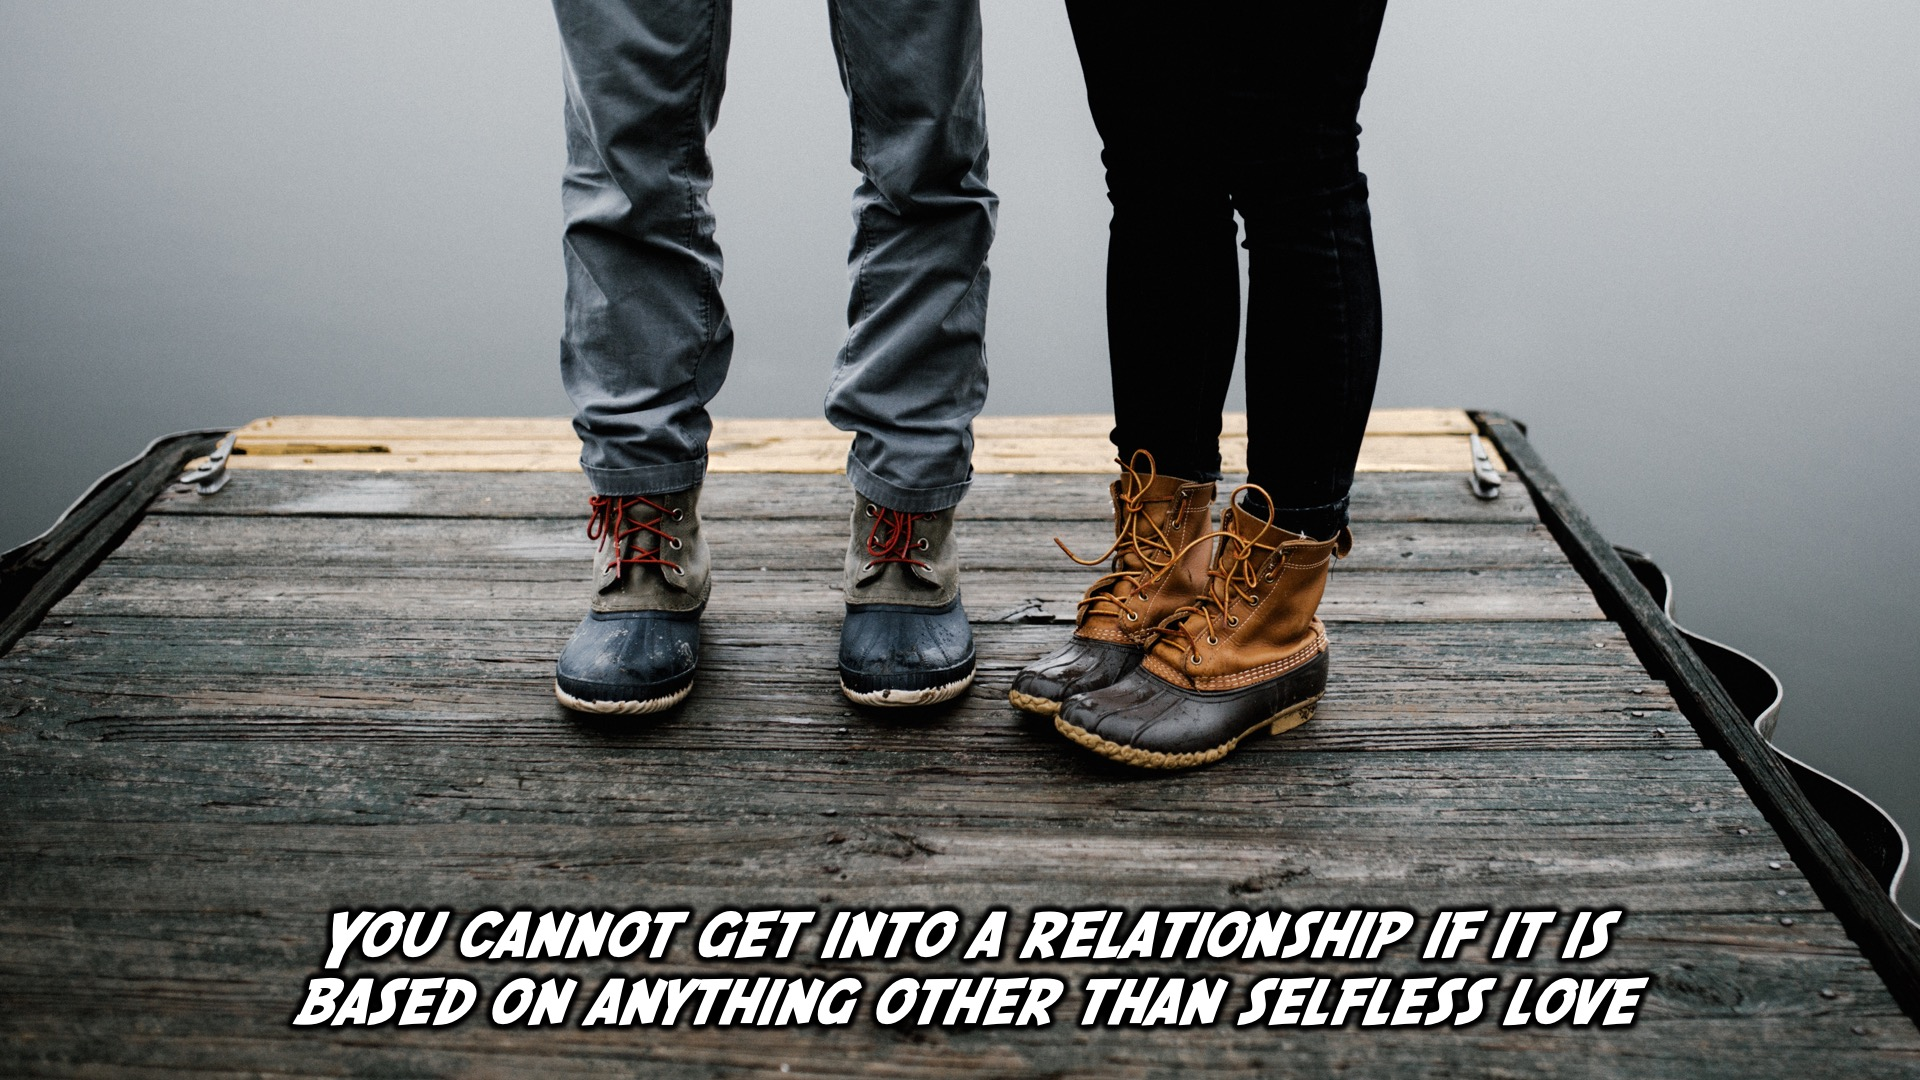 YOU CANNOT GET INTO A RELATIONSHIP IF IT IS
BASED ON ANYTHING OTHER THAN SELFLESS LOVE